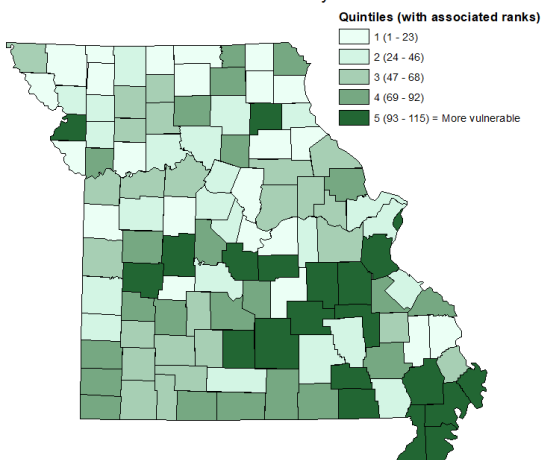 Quintiles (with associated ranks)
1 (1 - 23)
2 (24 - 46)
3 (47 - 68)
4 (69 - 92)
5 (93 - 115) = More vulnerable